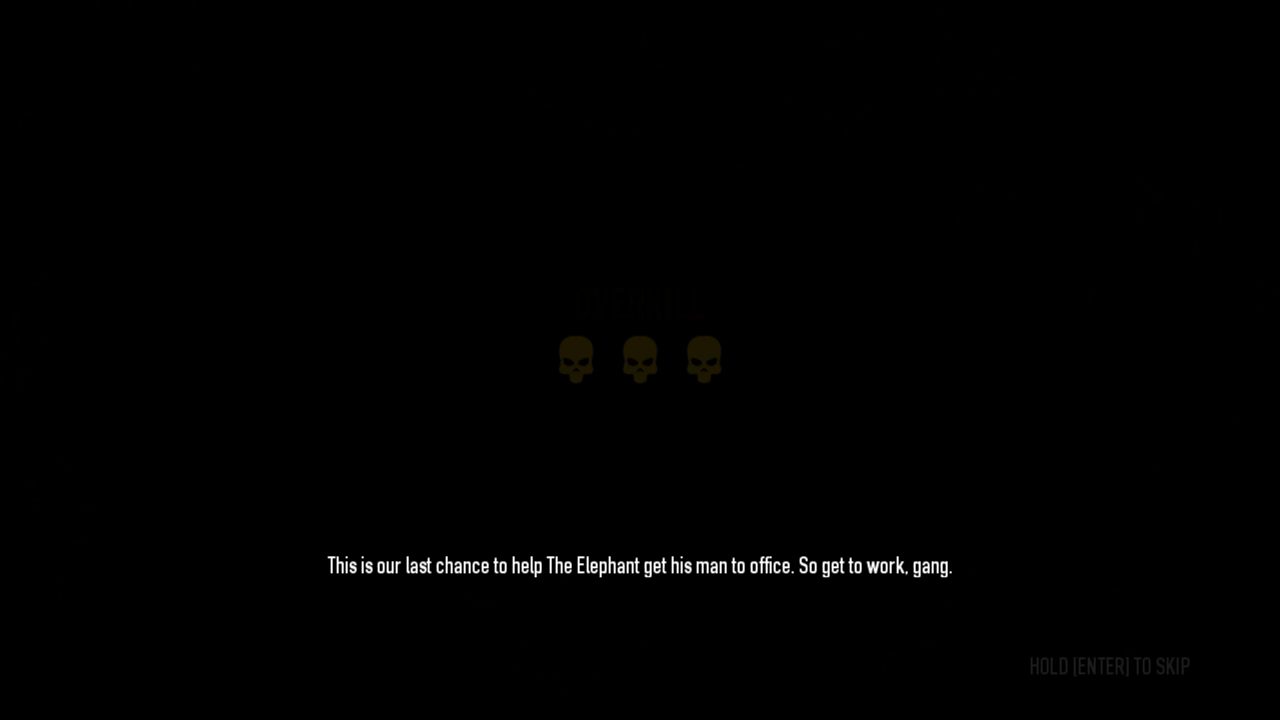 OVERKILL
This is our last chance to help The Elephant get his man to office. So get to work, gang.
HOLD [ENTER] TO SKIP